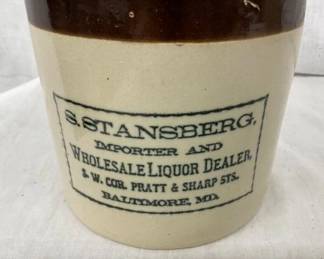 S. STANSBERG,
IMPORTER AND
WHOLESALE LIQUOR DEALER,
S. W. COR. PRATT & SHARP STS.
BALTIMORE, MD.